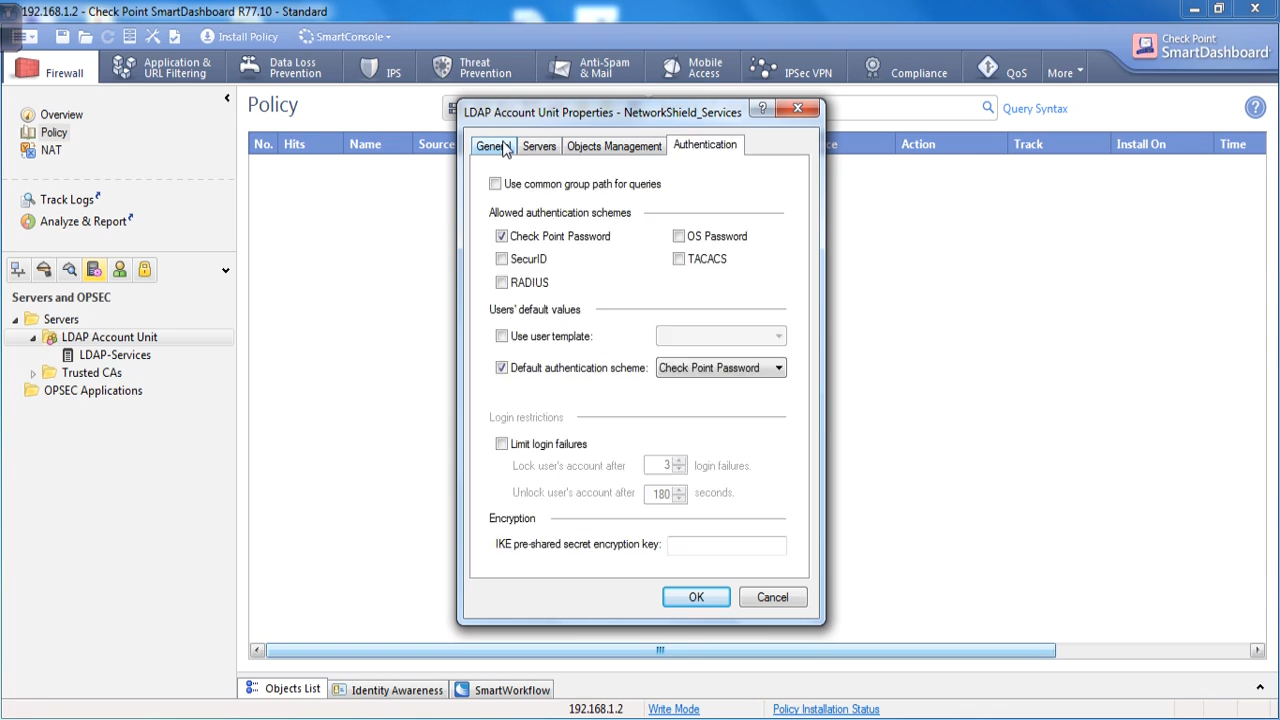 192.168.1.2 - Check Point SmartDashboard R77.10 - Standard
Install Policy
SmartConsole
Check Point
SmartDashboard
Firewall
Application &
URL Filtering
Data Loss
Prevention
IPS
Threat
Prevention
Anti-Spam
& Mail
Mobile
Access
IPSec VPN
Compliance
QoS
More
Overview
Policy
NAT
Track Logs
Analyze & Report
Servers and OPSEC
Servers
LDAP Account Unit
LDAP-Services
Trusted CAs
OPSEC Applications
Policy
Query Syntax
No. Hits Name Source Action Track Install On Time
LDAP Account Unit Properties - NetworkShield_Services
General Servers Objects Management Authentication
Use common group path for queries
Allowed authentication schemes
Check Point Password OS Password
SecurID TACACS
RADIUS
Users' default values
Use user template:
Default authentication scheme: Check Point Password
Login restrictions
Limit login failures
Lock user's account after 3 login failures.
Unlock user's account after 180 seconds.
Encryption
IKE pre-shared secret encryption key:
OK Cancel
Objects List Identity Awareness SmartWorkflow
192.168.1.2 Write Mode Policy Installation Status